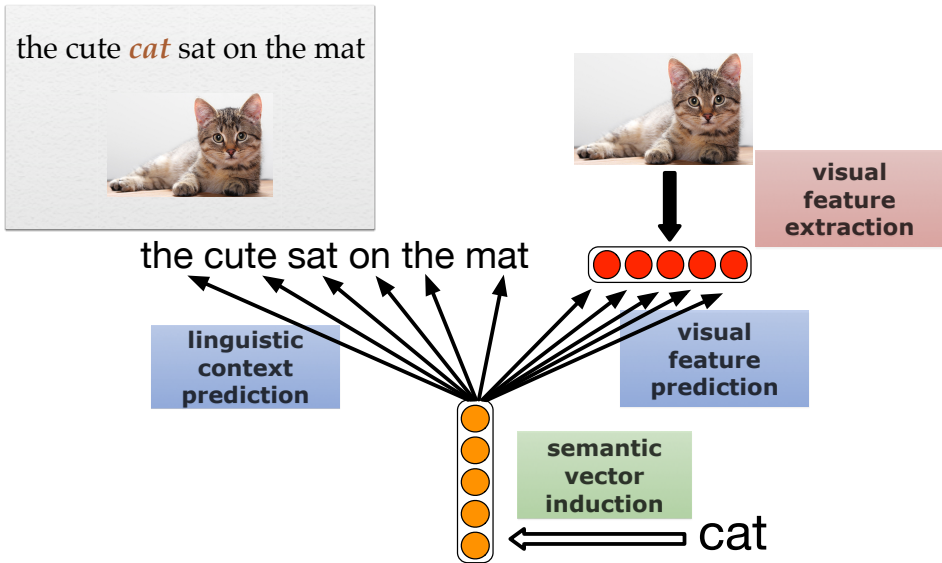 the cute cat sat on the mat
visual
feature
extraction
the cute sat on the mat
linguistic
context
prediction
visual
feature
prediction
semantic
vector
induction
cat